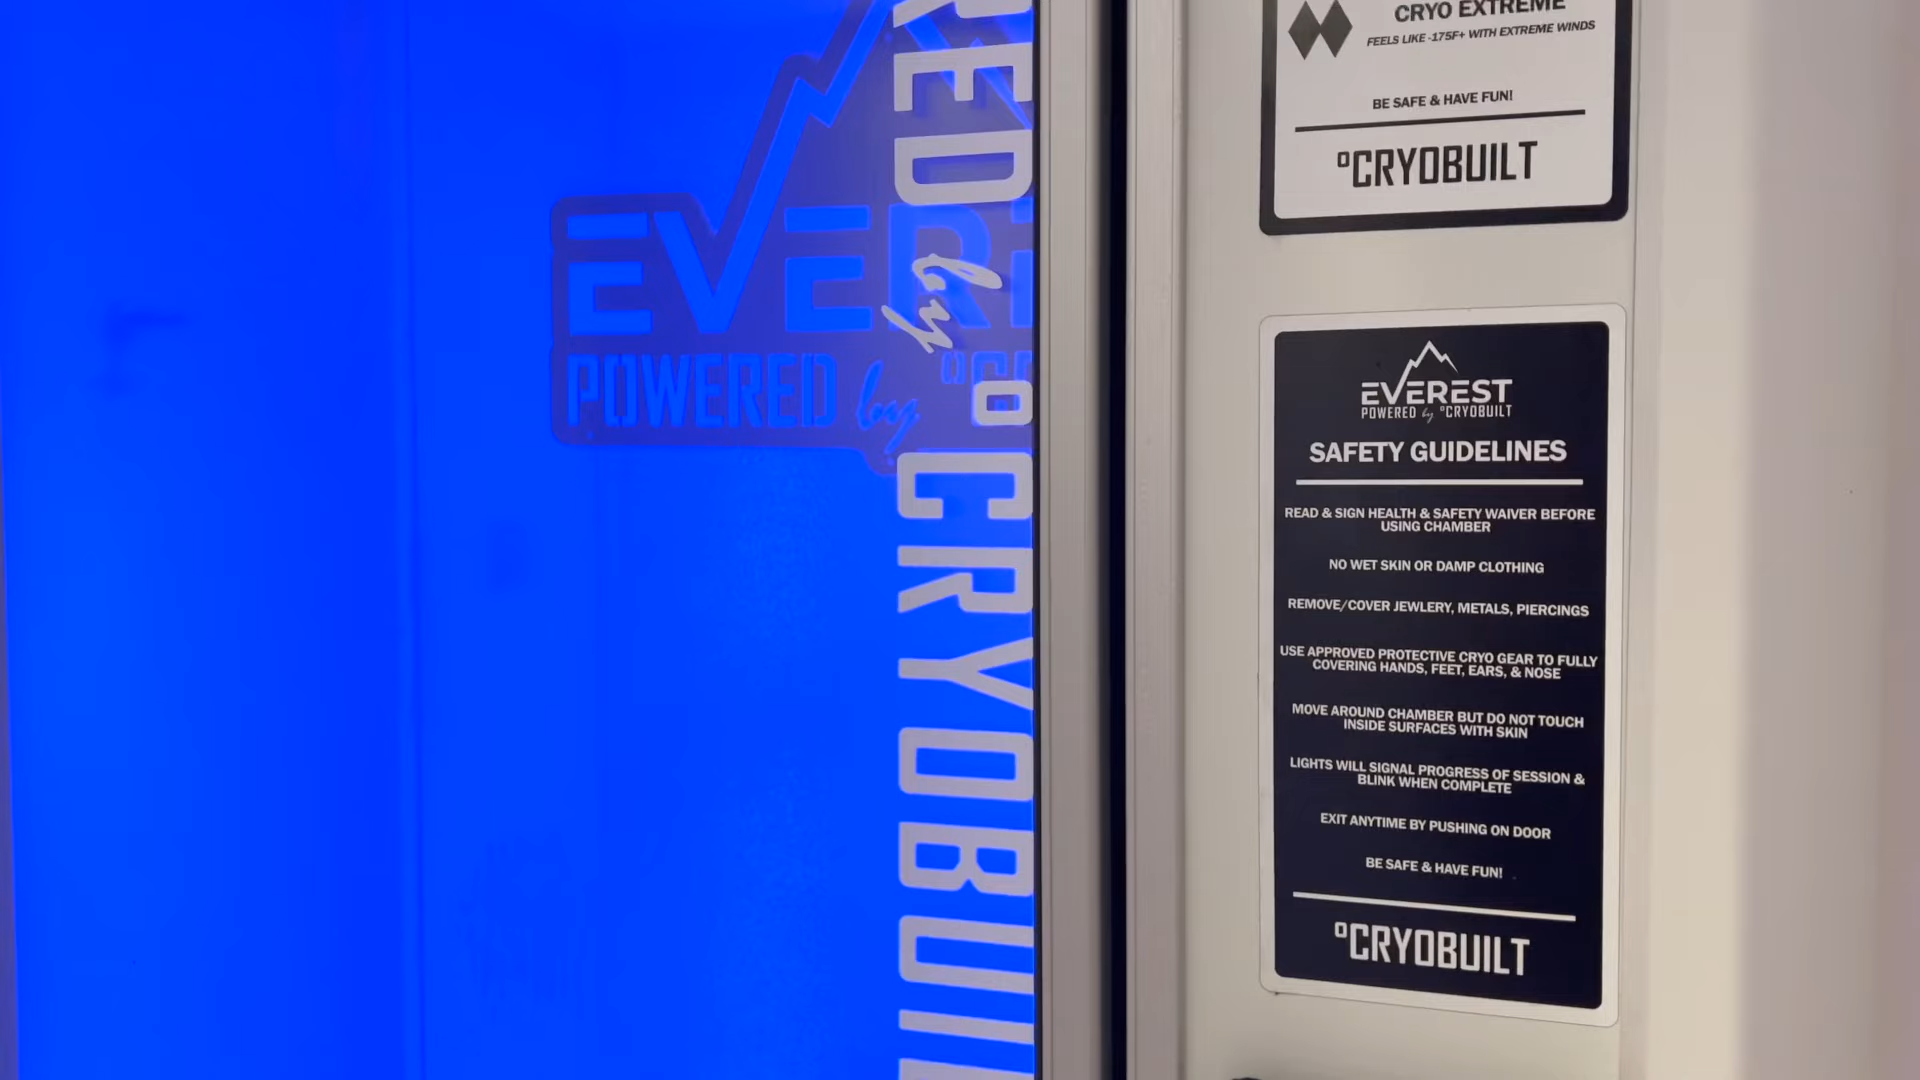 EVERE
POWERED by °C
RED by °CRYOBUIL
CRYO EXTREME
FEELS LIKE -175F+ WITH EXTREME WINDS
BE SAFE & HAVE FUN!
°CRYOBUILT
EVEREST
POWERED by °CRYOBUILT
SAFETY GUIDELINES
READ & SIGN HEALTH & SAFETY WAIVER BEFORE
USING CHAMBER
NO WET SKIN OR DAMP CLOTHING
REMOVE/COVER JEWLERY, METALS, PIERCINGS
USE APPROVED PROTECTIVE CRYO GEAR TO FULLY
COVERING HANDS, FEET, EARS, & NOSE
MOVE AROUND CHAMBER BUT DO NOT TOUCH
INSIDE SURFACES WITH SKIN
LIGHTS WILL SIGNAL PROGRESS OF SESSION &
BLINK WHEN COMPLETE
EXIT ANYTIME BY PUSHING ON DOOR
BE SAFE & HAVE FUN!
°CRYOBUILT